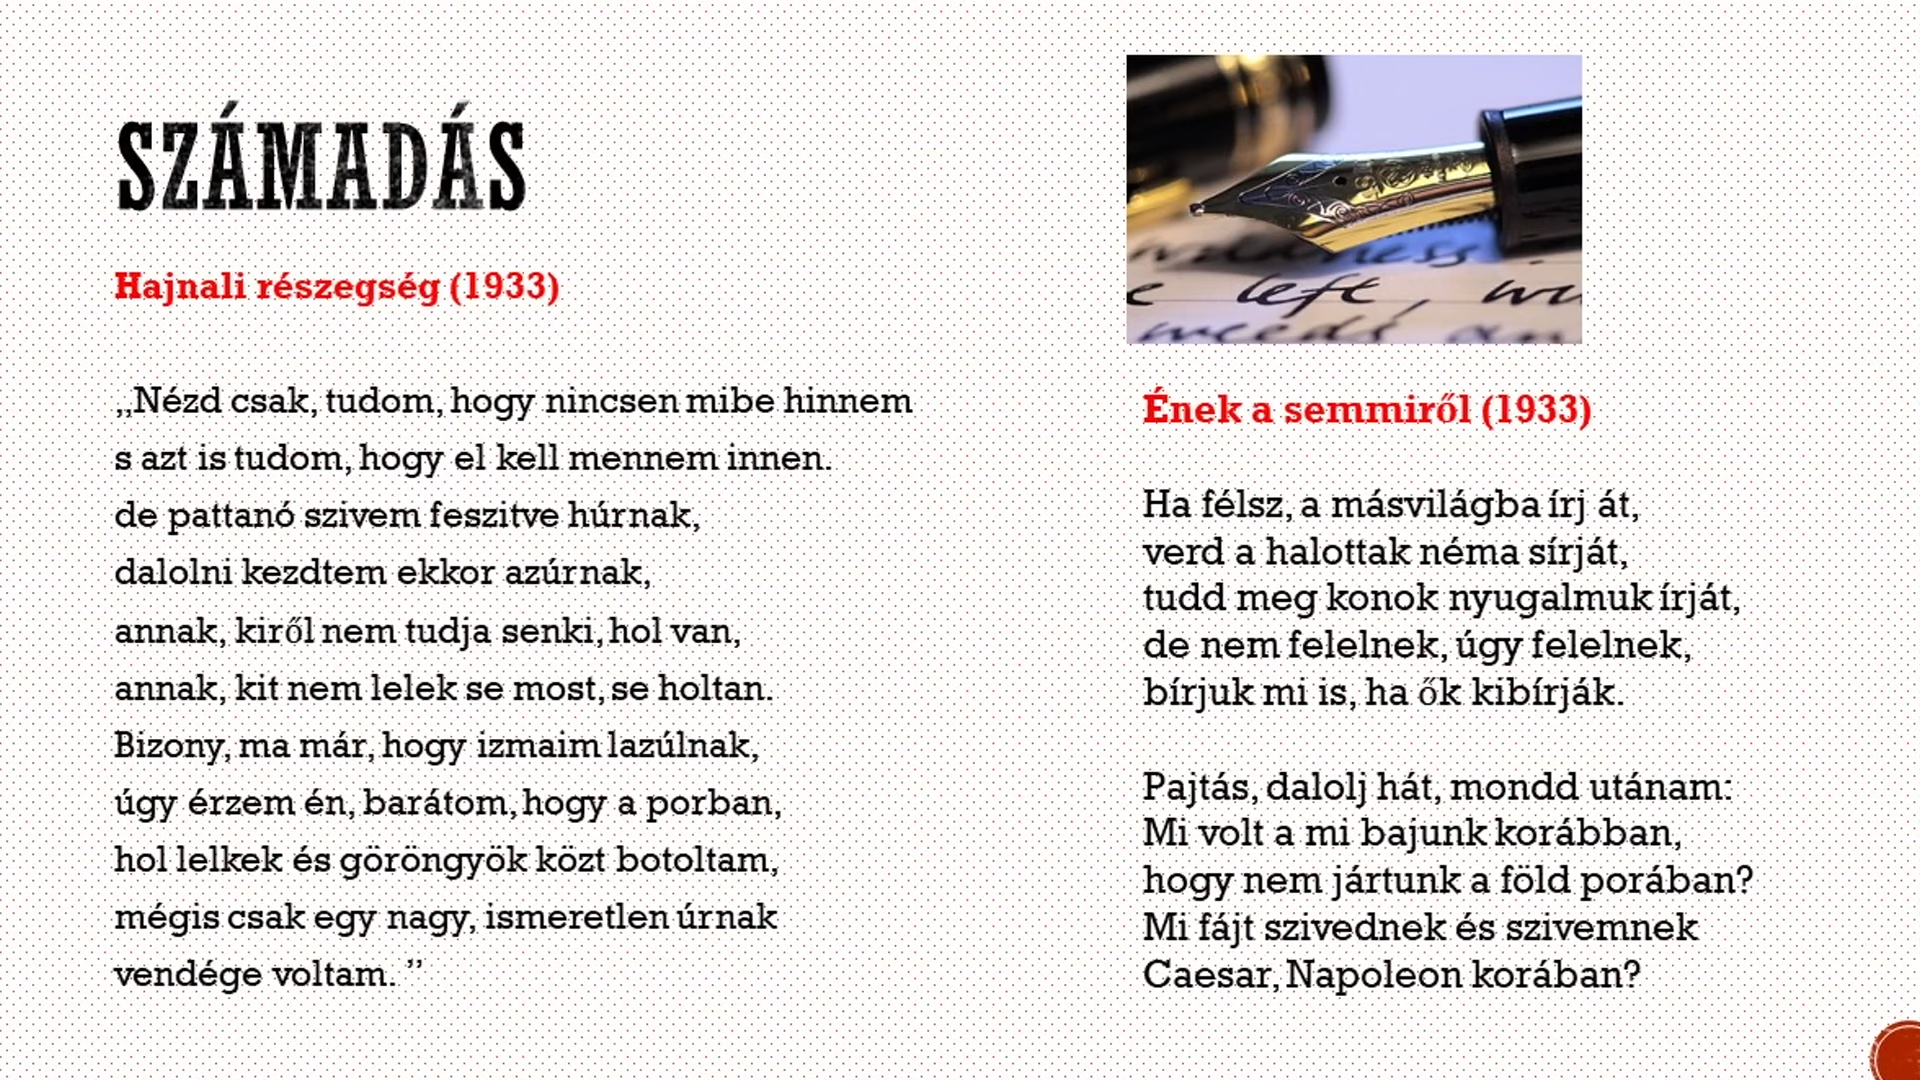 SZÁMADÁS
Hajnali részegség (1933)
„Nézd csak, tudom, hogy nincsen mibe hinnem
s azt is tudom, hogy el kell mennem innen.
de pattanó szivem feszitve húrnak,
dalolni kezdtem ekkor azúrnak,
annak, kiről nem tudja senki, hol van,
annak, kit nem lelek se most, se holtan.
Bizony, ma már, hogy izmaim lazúlnak,
úgy érzem én, barátom, hogy a porban,
hol lelkek és göröngyök közt botoltam,
mégis csak egy nagy, ismeretlen úrnak
vendége voltam. ”
left,
Ének a semmiről (1933)
Ha félsz, a másvilágba írj át,
verd a halottak néma sírját,
tudd meg konok nyugalmuk írját,
de nem felelnek, úgy felelnek,
bírjuk mi is, ha ők kibírják.
Pajtás, dalolj hát, mondd utánam:
Mi volt a mi bajunk korábban,
hogy nem jártunk a föld porában?
Mi fájt szivednek és szivemnek
Caesar, Napoleon korában?